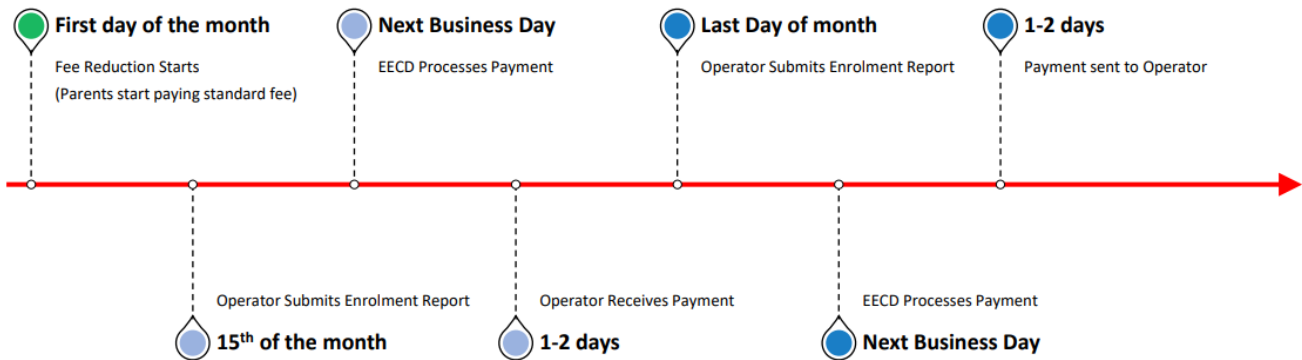 First day of the month
Fee Reduction Starts
(Parents start paying standard fee)
Next Business Day
EECD Processes Payment
Last Day of month
Operator Submits Enrolment Report
1-2 days
Payment sent to Operator
Operator Submits Enrolment Report
15th of the month
Operator Receives Payment
1-2 days
EECD Processes Payment
Next Business Day